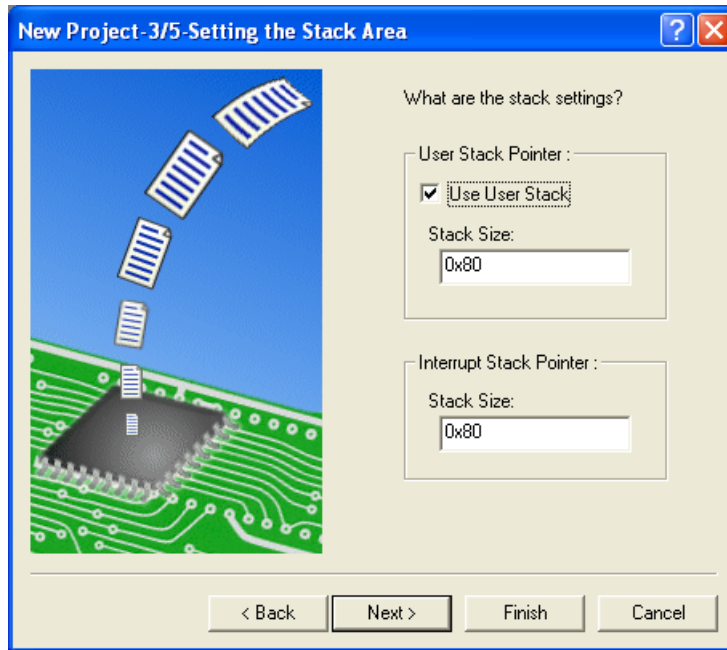 New Project-3/5-Setting the Stack Area
What are the stack settings?
User Stack Pointer :
Use User Stack
Stack Size:
0x80
Interrupt Stack Pointer :
Stack Size:
0x80
< Back
Next >
Finish
Cancel